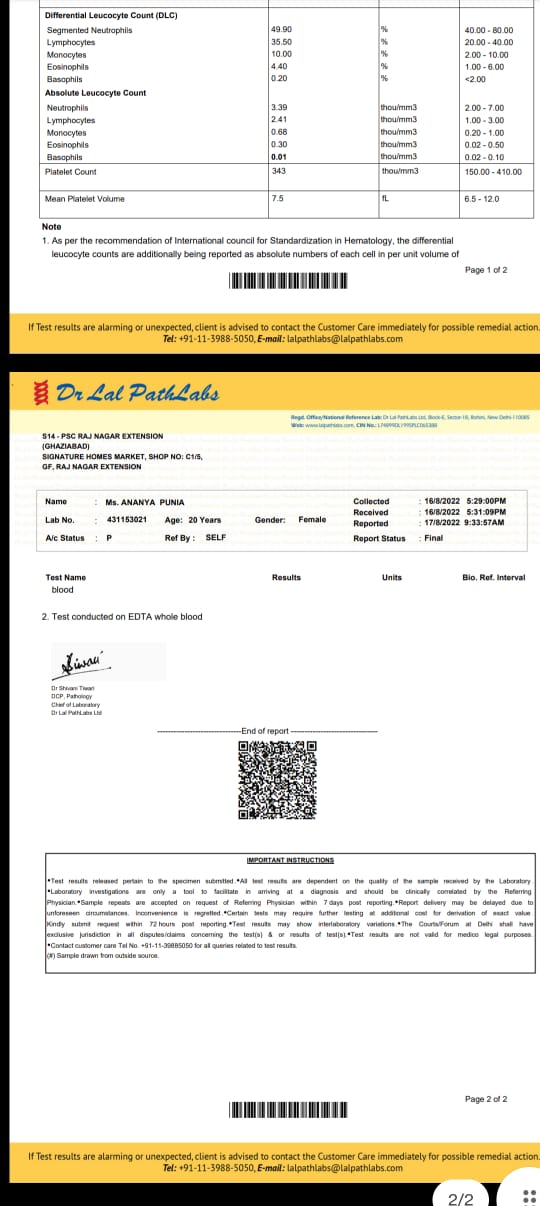 Differential Leucocyte Count (DLC)
Segmented Neutrophils 49.90 % 40.00 - 80.00
Lymphocytes 35.50 % 20.00 - 40.00
Monocytes 10.00 % 2.00 - 10.00
Eosinophils 4.40 % 1.00 - 6.00
Basophils 0.20 % <2.00
Absolute Leucocyte Count
Neutrophils 3.39 thou/mm3 2.00 - 7.00
Lymphocytes 2.41 thou/mm3 1.00 - 3.00
Monocytes 0.68 thou/mm3 0.20 - 1.00
Eosinophils 0.30 thou/mm3 0.02 - 0.50
Basophils 0.01 thou/mm3 0.02 - 0.10
Platelet Count 343 thou/mm3 150.00 - 410.00
Mean Platelet Volume 7.5 fL 6.5 - 12.0
Note
1. As per the recommendation of International council for Standardization in Hematology, the differential
leucocyte counts are additionally being reported as absolute numbers of each cell in per unit volume of
Page 1 of 2
If Test results are alarming or unexpected, client is advised to contact the Customer Care immediately for possible remedial action.
Tel: +91-11-3988-5050, E-mail: lalpathlabs@lalpathlabs.com
Dr Lal PathLabs
Regd. Office/National Reference Lab: Dr Lal PathLabs Ltd, Block-E, Sector-18, Rohini, New Delhi-110085
Web: www.lalpathlabs.com, CIN No.:
S14 - PSC RAJ NAGAR EXTENSION
(GHAZIABAD)
SIGNATURE HOMES MARKET, SHOP NO: C1/5,
GF, RAJ NAGAR EXTENSION
Name : Ms. ANANYA PUNIA Collected : 16/8/2022 5:29:00PM
Received : 16/8/2022 5:31:09PM
Lab No. : 431153021 Age: 20 Years Gender: Female Reported : 17/8/2022 9:33:57AM
A/c Status : P Ref By : SELF Report Status : Final
Test Name Results Units Bio. Ref. Interval
blood
2. Test conducted on EDTA whole blood
Dr Shivani Tiwari
DCP, Pathology
Chief of Laboratory
Dr Lal PathLabs Ltd
End of report
IMPORTANT INSTRUCTIONS
•Test results released pertain to the specimen submitted.•All test results are dependent on the quality of the sample received by the Laboratory.
•Laboratory investigations are only a tool to facilitate in arriving at a diagnosis and should be clinically correlated by the Referring
Physician.•Sample repeats are accepted on request of Referring Physician within 7 days post reporting.•Report delivery may be delayed due to
unforeseen circumstances. Inconvenience is regretted.•Certain tests may require further testing at additional cost for derivation of exact value.
Kindly submit request within 72 hours post reporting.•Test results may show interlaboratory variations.•The Courts/Forum at Delhi shall have
exclusive jurisdiction in all disputes/claims concerning the test(s) & or results of test(s).•Test results are not valid for medico legal purposes.
•Contact customer care Tel No. +91-11-39885050 for all queries related to test results.
(#) Sample drawn from outside source.
Page 2 of 2
If Test results are alarming or unexpected, client is advised to contact the Customer Care immediately for possible remedial action.
Tel: +91-11-3988-5050, E-mail: lalpathlabs@lalpathlabs.com
2/2